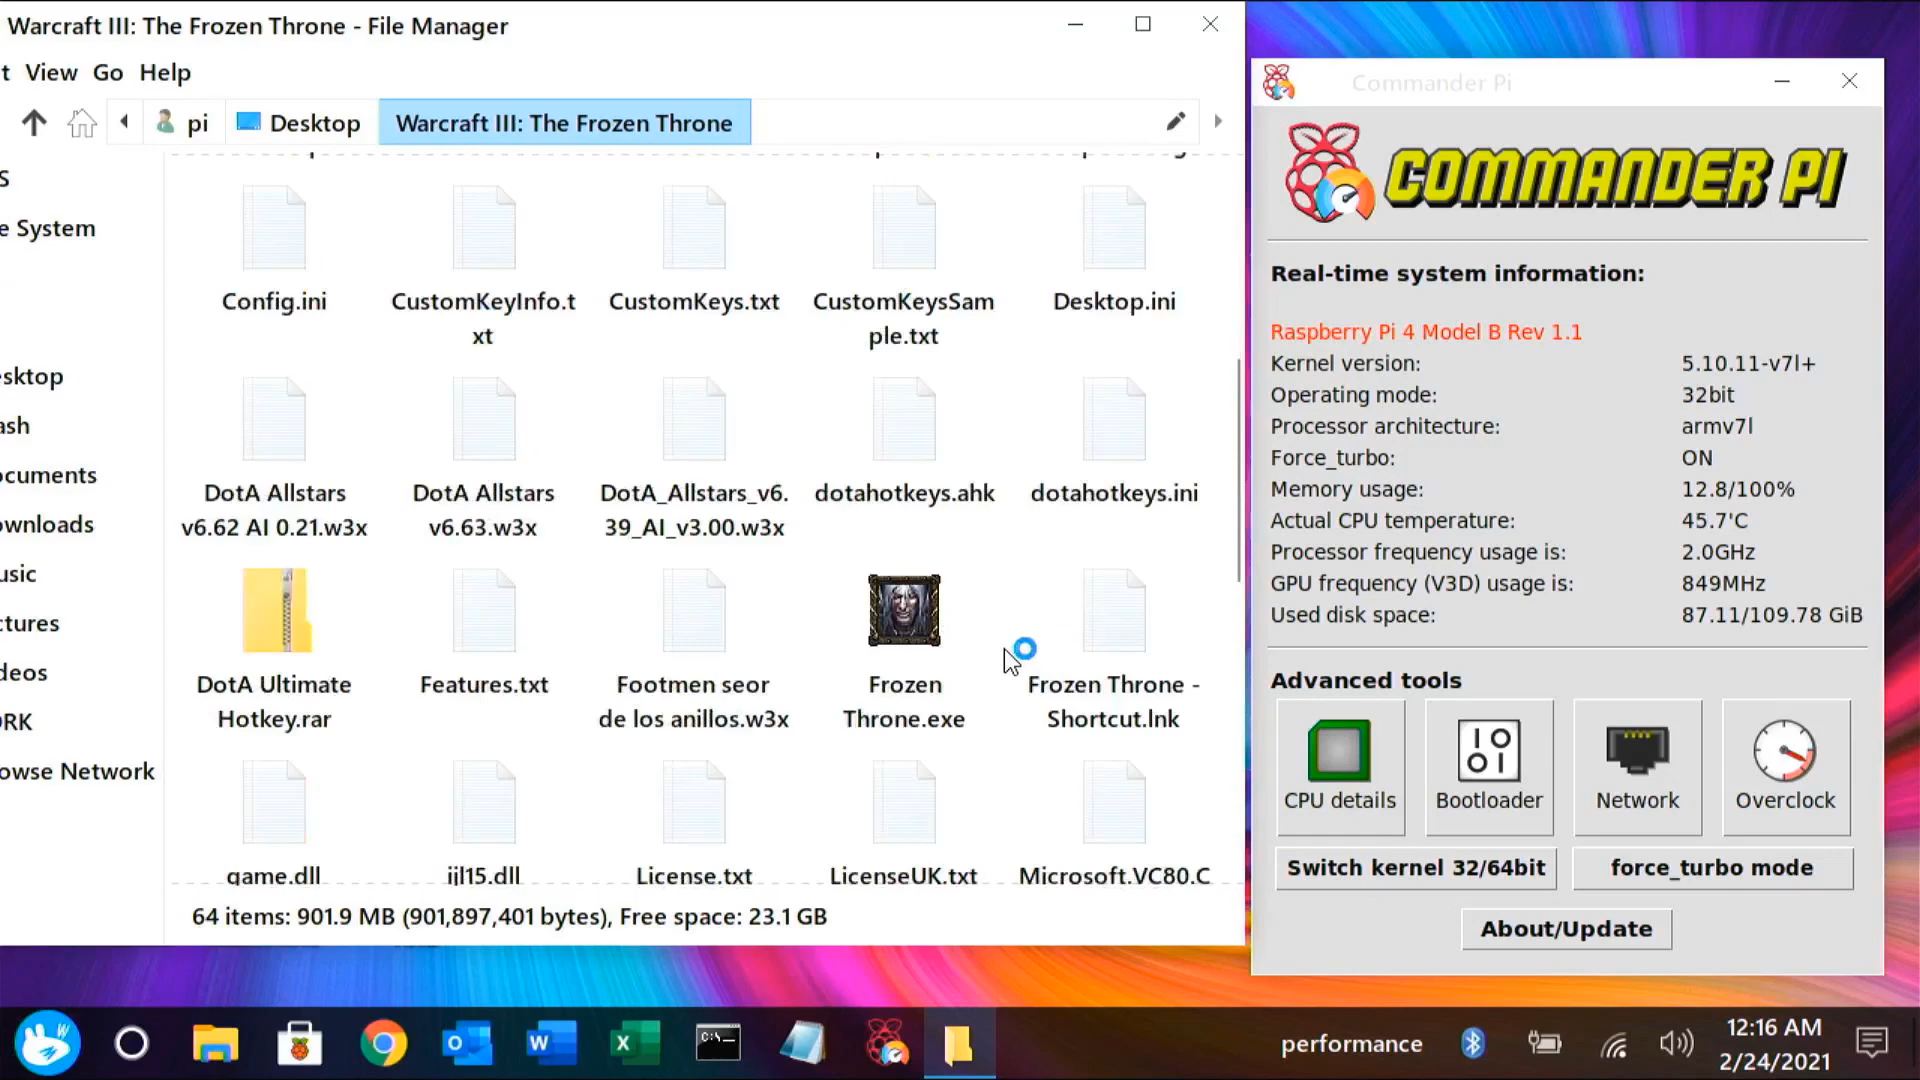 Warcraft III: The Frozen Throne - File Manager
t View Go Help
pi Desktop Warcraft III: The Frozen Throne
S
e System
esktop
ash
ocuments
ownloads
usic
ctures
deos
ORK
owse Network
Config.ini
CustomKeyInfo.t
xt
CustomKeys.txt
CustomKeysSam
ple.txt
Desktop.ini
DotA Allstars
v6.62 AI 0.21.w3x
DotA Allstars
v6.63.w3x
DotA_Allstars_v6.
39_AI_v3.00.w3x
dotahotkeys.ahk
dotahotkeys.ini
DotA Ultimate
Hotkey.rar
Features.txt
Footmen seor
de los anillos.w3x
Frozen
Throne.exe
Frozen Throne -
Shortcut.lnk
game.dll
ijl15.dll
License.txt
LicenseUK.txt
Microsoft.VC80.C
64 items: 901.9 MB (901,897,401 bytes), Free space: 23.1 GB
Commander Pi
COMMANDER PI
Real-time system information:
Raspberry Pi 4 Model B Rev 1.1
Kernel version: 5.10.11-v7l+
Operating mode: 32bit
Processor architecture: armv7l
Force_turbo: ON
Memory usage: 12.8/100%
Actual CPU temperature: 45.7'C
Processor frequency usage is: 2.0GHz
GPU frequency (V3D) usage is: 849MHz
Used disk space: 87.11/109.78 GiB
Advanced tools
CPU details
Bootloader
Network
Overclock
Switch kernel 32/64bit
force_turbo mode
About/Update
performance
12:16 AM
2/24/2021